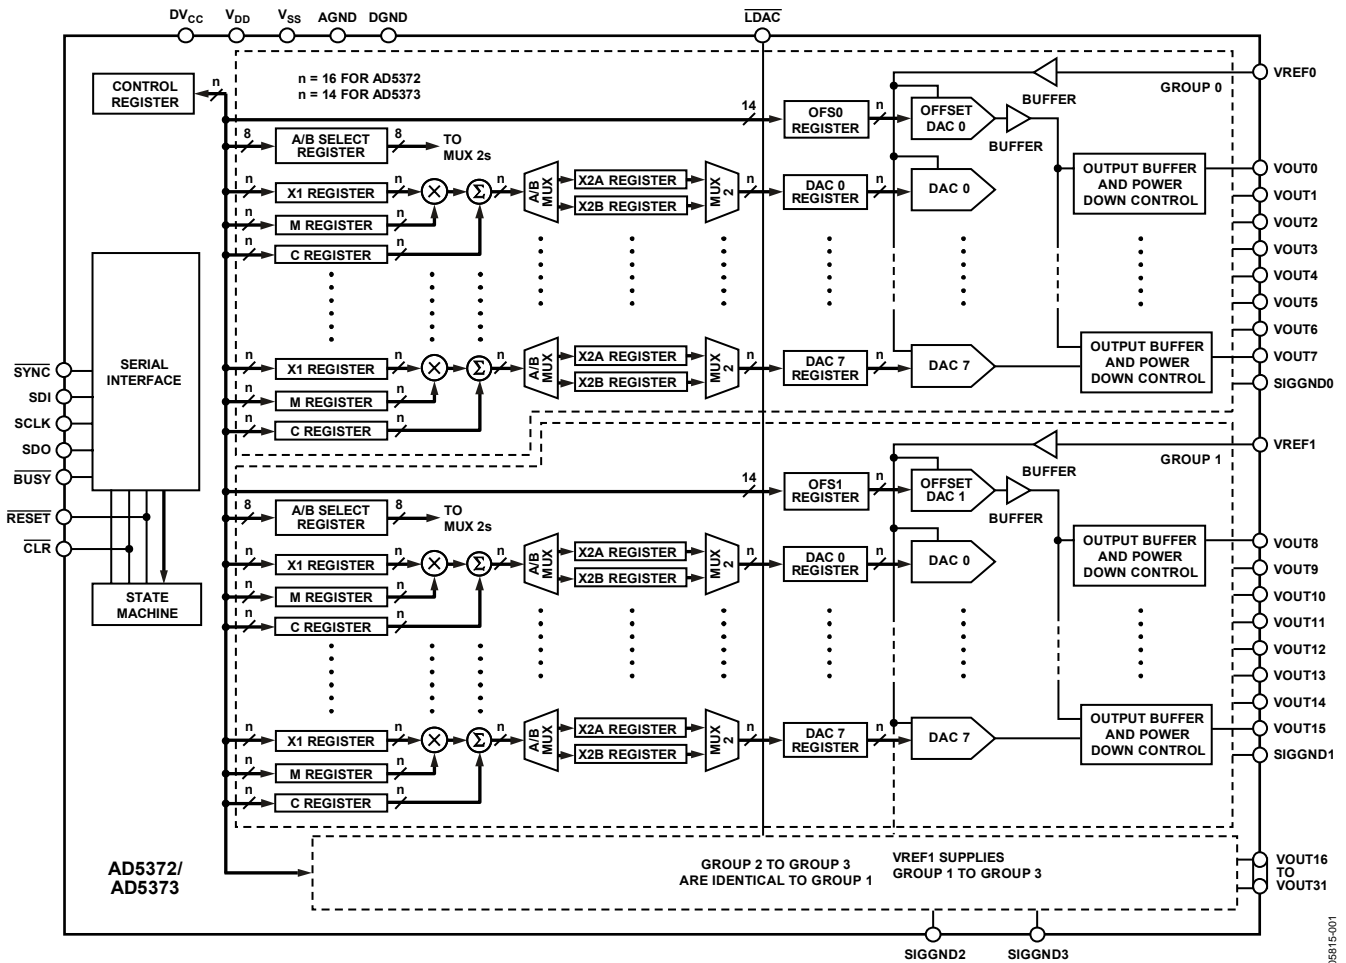 DVCC
VDD
VSS
AGND
DGND
LDAC
n = 16 FOR AD5372
n = 14 FOR AD5373
CONTROL
REGISTER
n
BUFFER
GROUP 0
VREF0
14
OFS0
REGISTER
n
OFFSET
DAC 0
BUFFER
8
A/B SELECT
REGISTER
8
TO
MUX 2s
OUTPUT BUFFER
AND POWER
DOWN CONTROL
n
X1 REGISTER
n
×
Σ
n
A/B
MUX
X2A REGISTER
X2B REGISTER
MUX
2
n
DAC 0
REGISTER
n
DAC 0
n
M REGISTER
n
n
C REGISTER
n
VOUT0
VOUT1
VOUT2
VOUT3
VOUT4
VOUT5
VOUT6
VOUT7
SIGGND0
n
X1 REGISTER
n
×
Σ
n
A/B
MUX
X2A REGISTER
X2B REGISTER
MUX
2
n
DAC 7
REGISTER
n
DAC 7
OUTPUT BUFFER
AND POWER
DOWN CONTROL
n
M REGISTER
n
n
C REGISTER
n
SERIAL
INTERFACE
SYNC
SDI
SCLK
SDO
BUSY
RESET
CLR
STATE
MACHINE
BUFFER
GROUP 1
VREF1
14
OFS1
REGISTER
n
OFFSET
DAC 1
BUFFER
8
A/B SELECT
REGISTER
8
TO
MUX 2s
OUTPUT BUFFER
AND POWER
DOWN CONTROL
n
X1 REGISTER
n
×
Σ
n
A/B
MUX
X2A REGISTER
X2B REGISTER
MUX
2
n
DAC 0
REGISTER
n
DAC 0
n
M REGISTER
n
n
C REGISTER
n
VOUT8
VOUT9
VOUT10
VOUT11
VOUT12
VOUT13
VOUT14
VOUT15
SIGGND1
n
X1 REGISTER
n
×
Σ
n
A/B
MUX
X2A REGISTER
X2B REGISTER
MUX
2
n
DAC 7
REGISTER
n
DAC 7
OUTPUT BUFFER
AND POWER
DOWN CONTROL
n
M REGISTER
n
n
C REGISTER
n
AD5372/
AD5373
GROUP 2 TO GROUP 3
ARE IDENTICAL TO GROUP 1
VREF1 SUPPLIES
GROUP 1 TO GROUP 3
VOUT16
TO
VOUT31
SIGGND2
SIGGND3
05815-001